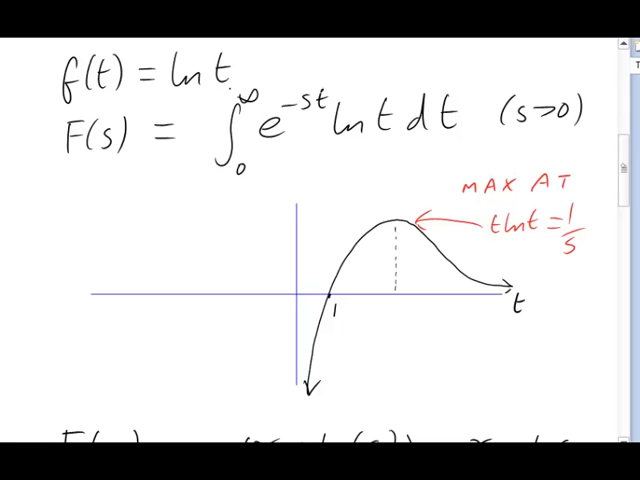 f(t) = ln t
F(s) = ∫₀^∞ e^{-st} ln t dt (s>0)
MAX AT
t ln t = 1/s
1
t